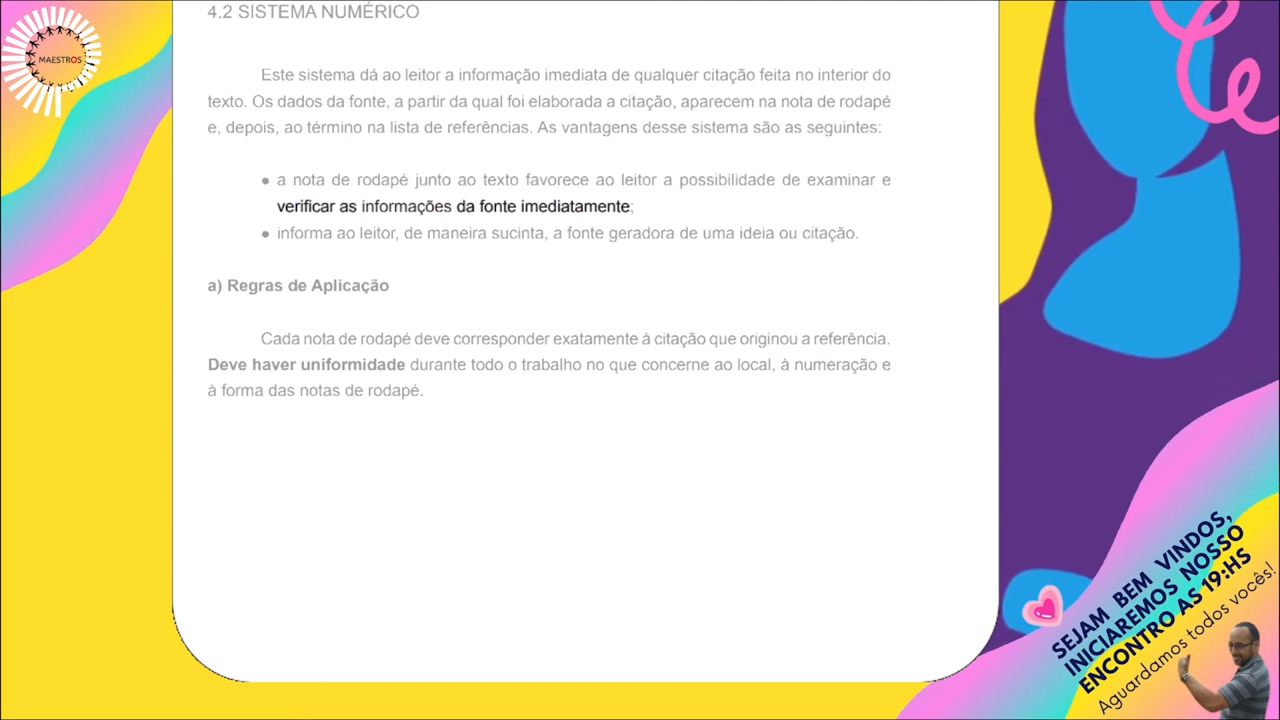 MAESTROS
4.2 SISTEMA NUMÉRICO
Este sistema dá ao leitor a informação imediata de qualquer citação feita no interior do
texto. Os dados da fonte, a partir da qual foi elaborada a citação, aparecem na nota de rodapé
e, depois, ao término na lista de referências. As vantagens desse sistema são as seguintes:
● a nota de rodapé junto ao texto favorece ao leitor a possibilidade de examinar e
verificar as informações da fonte imediatamente;
● informa ao leitor, de maneira sucinta, a fonte geradora de uma ideia ou citação.
a) Regras de Aplicação
Cada nota de rodapé deve corresponder exatamente à citação que originou a referência.
Deve haver uniformidade durante todo o trabalho no que concerne ao local, à numeração e
à forma das notas de rodapé.
SEJAM BEM VINDOS,
INICIAREMOS NOSSO
ENCONTRO AS 19:HS
Aguardamos todos vocês!